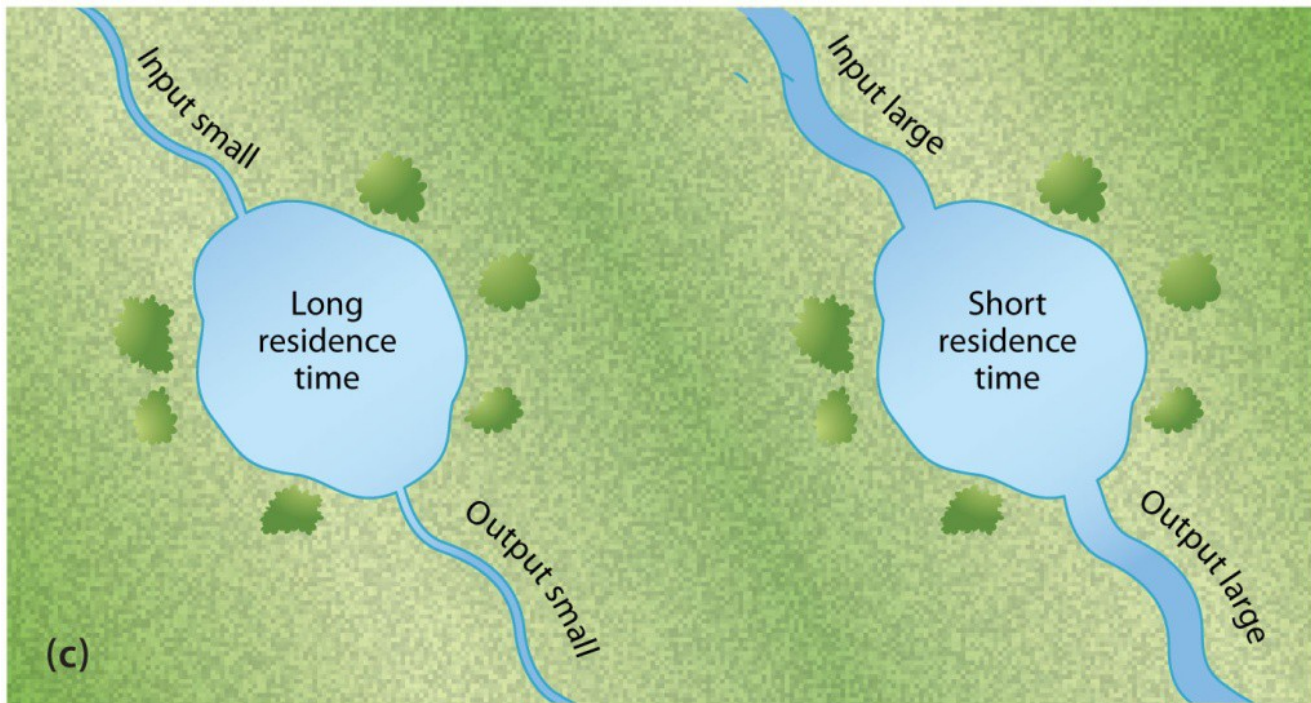 Input small
Long
residence
time
Output small
(c)
Input large
Short
residence
time
Output large